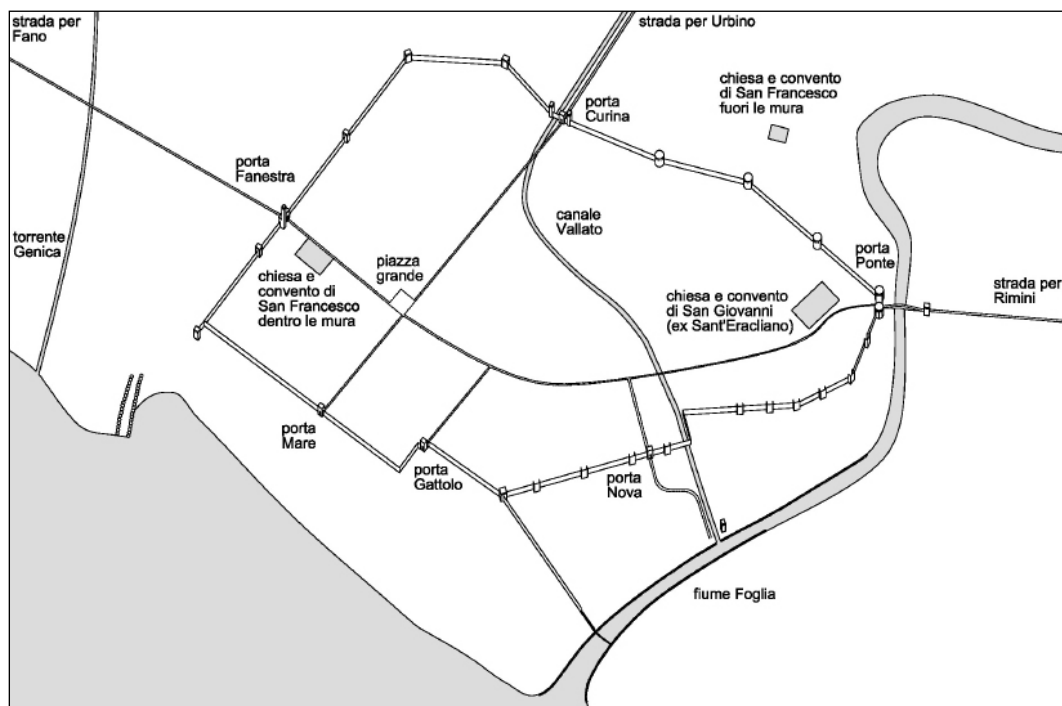 strada per
Fano
strada per Urbino
porta
Curina
chiesa e convento
di San Francesco
fuori le mura
porta
Fanestra
torrente
Genica
piazza
grande
canale
Vallato
porta
Ponte
chiesa e
convento di
San Francesco
dentro le mura
chiesa e convento
di San Giovanni
(ex Sant'Eracliano)
strada per
Rimini
porta
Mare
porta
Gattolo
porta
Nova
fiume Foglia